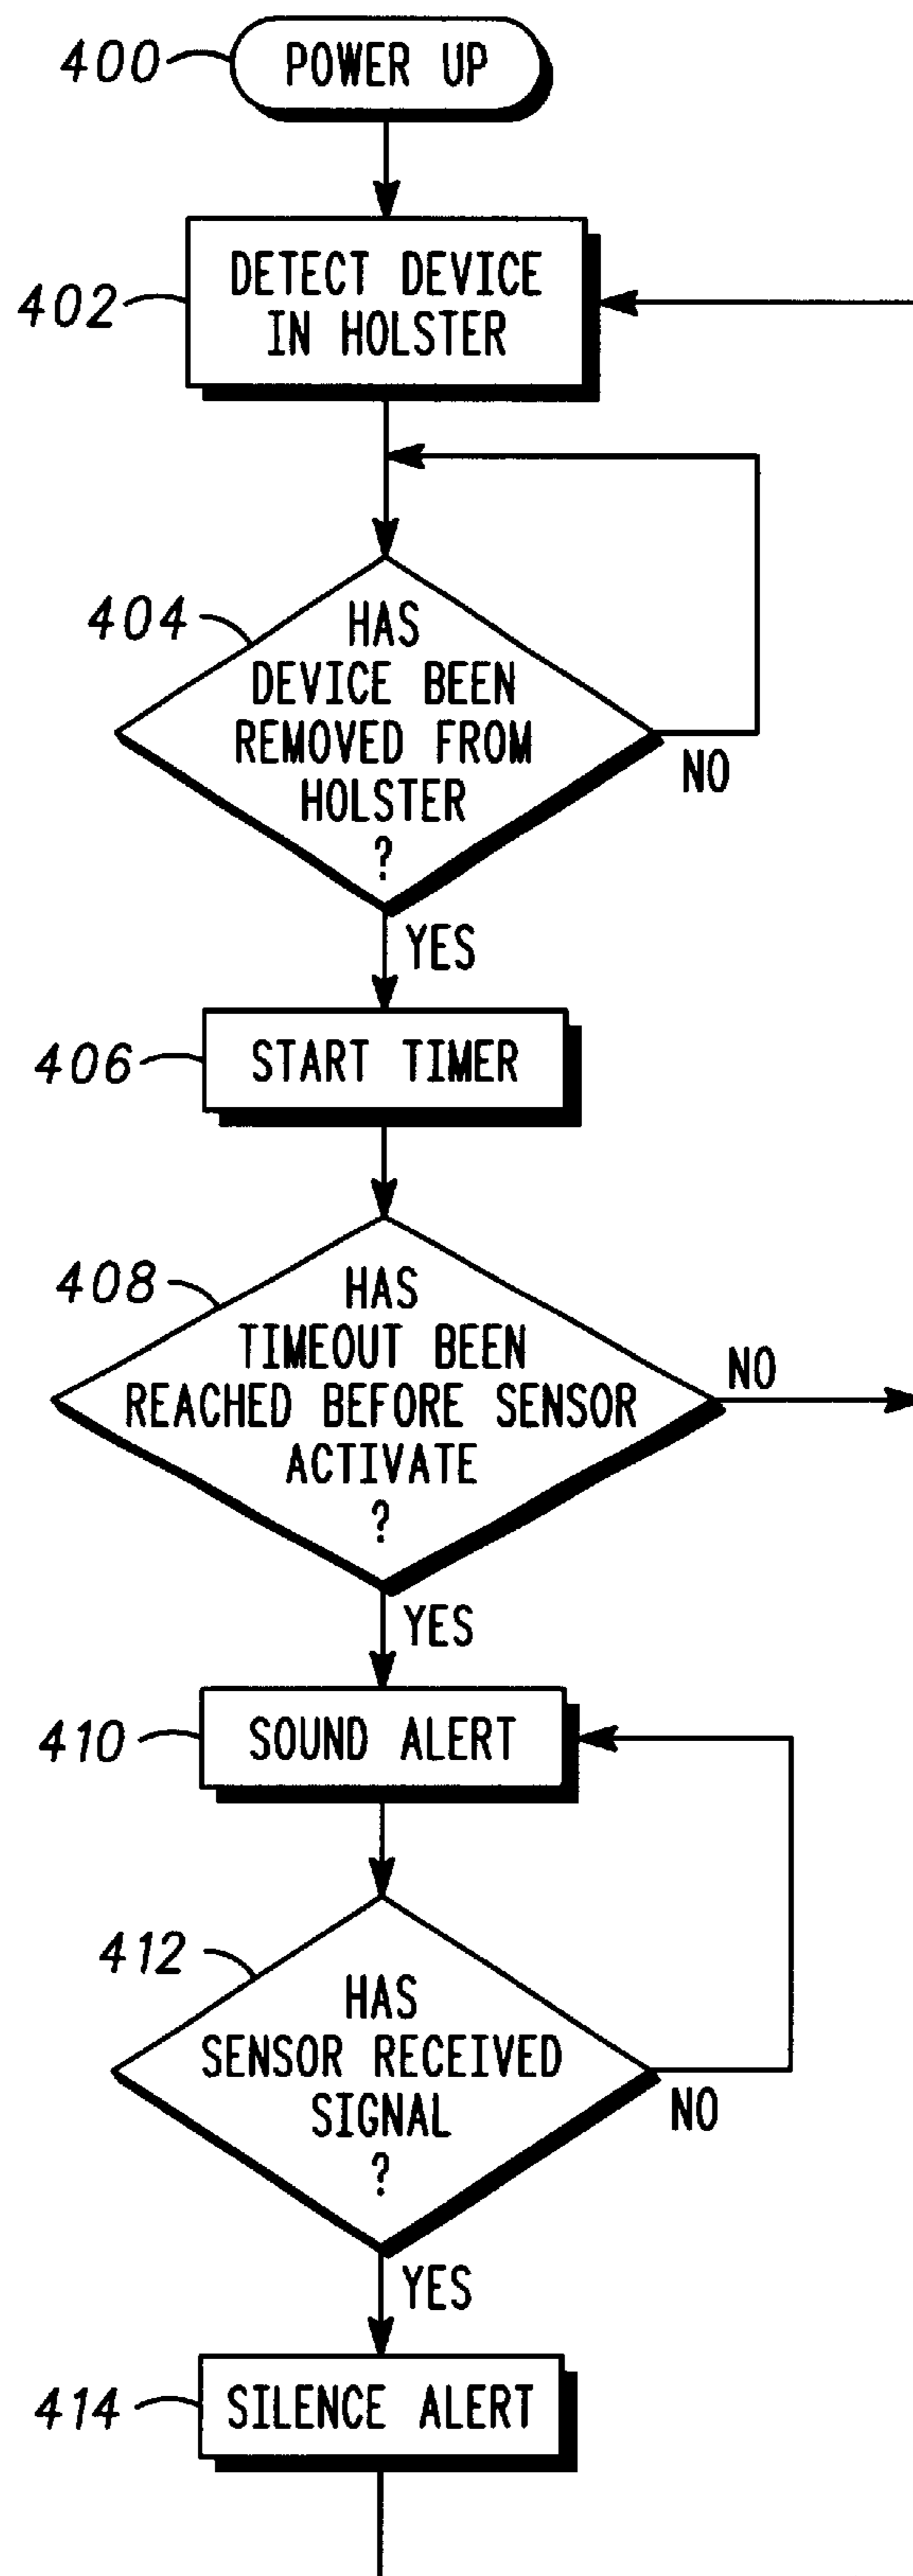 400
POWER UP
402
DETECT DEVICE
IN HOLSTER
404
HAS
DEVICE BEEN
REMOVED FROM
HOLSTER
?
NO
YES
406
START TIMER
408
HAS
TIMEOUT BEEN
REACHED BEFORE SENSOR
ACTIVATE
?
NO
YES
410
SOUND ALERT
412
HAS
SENSOR RECEIVED
SIGNAL
?
NO
YES
414
SILENCE ALERT